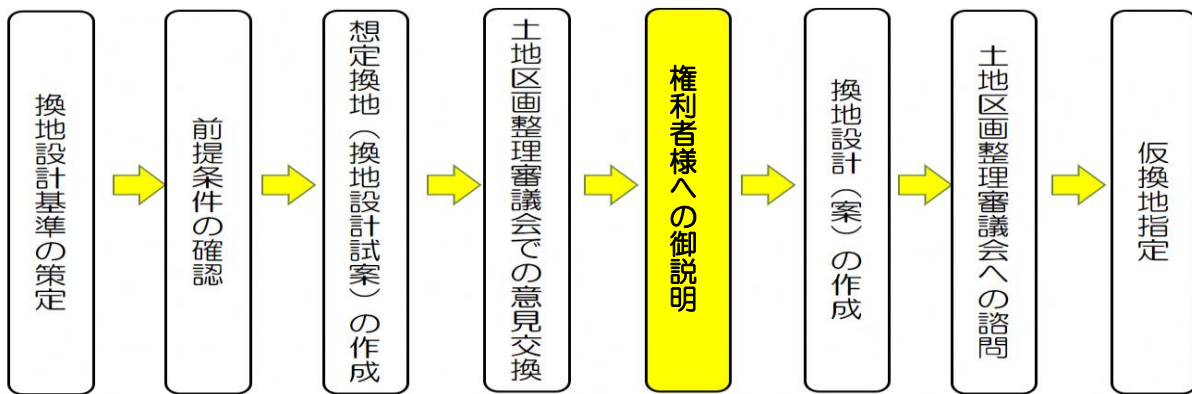 換地設計基準の策定
前提条件の確認
想定換地（換地設計試案）の作成
土地区画整理審議会での意見交換
権利者様への御説明
換地設計（案）の作成
土地区画整理審議会への諮問
仮換地指定